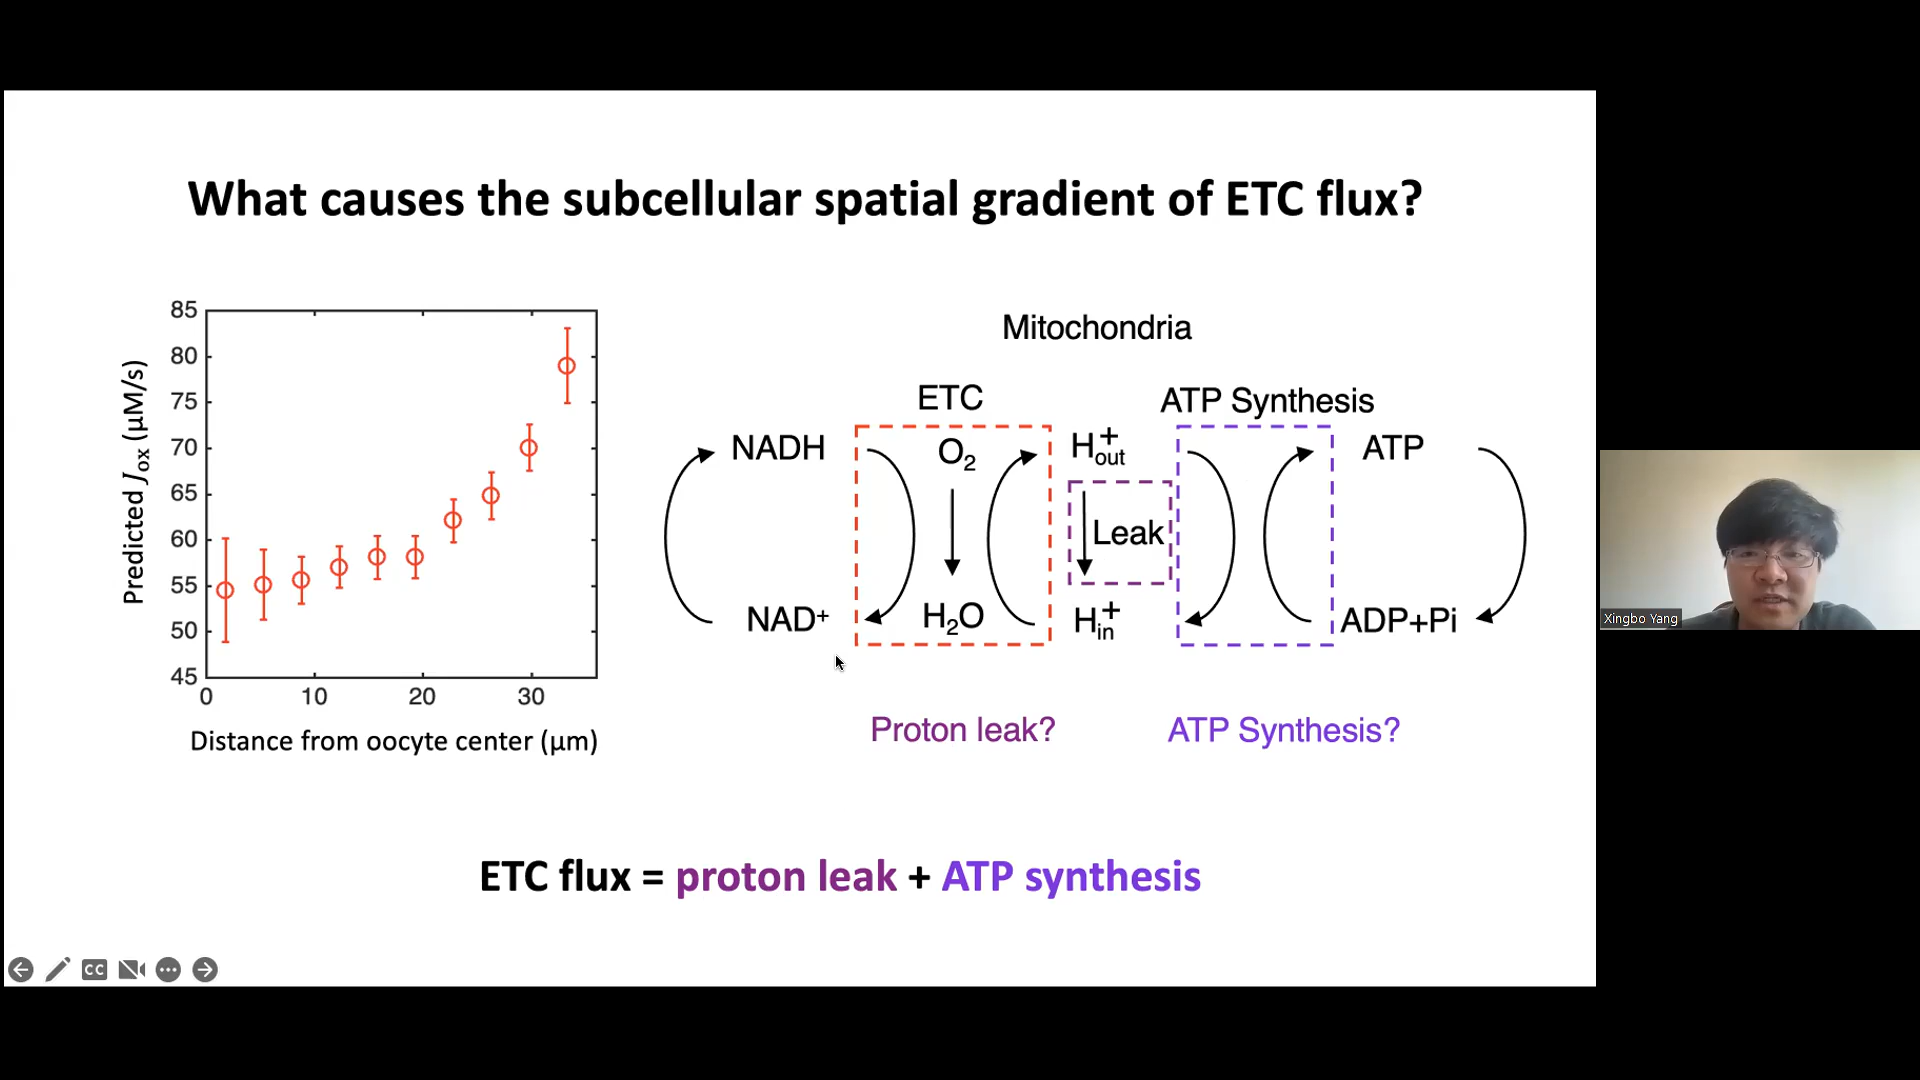 What causes the subcellular spatial gradient of ETC flux?
85
80
75
70
65
60
55
50
45
0
10
20
30
Predicted Jox (μM/s)
Distance from oocyte center (μm)
Mitochondria
ETC
ATP Synthesis
NADH
O2
H+out
ATP
Leak
NAD+
H2O
H+in
ADP+Pi
Proton leak?
ATP Synthesis?
ETC flux = proton leak + ATP synthesis
CC
Xingbo Yang